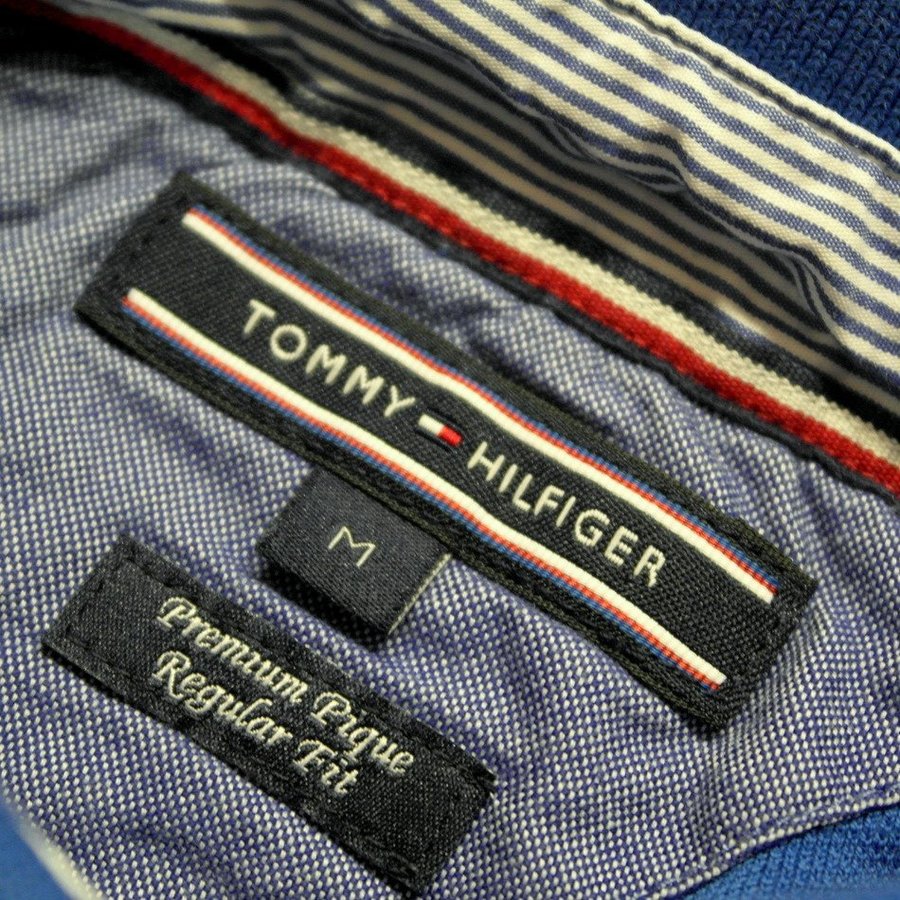 TOMMY HILFIGER
M
Premium Pique
Regular Fit